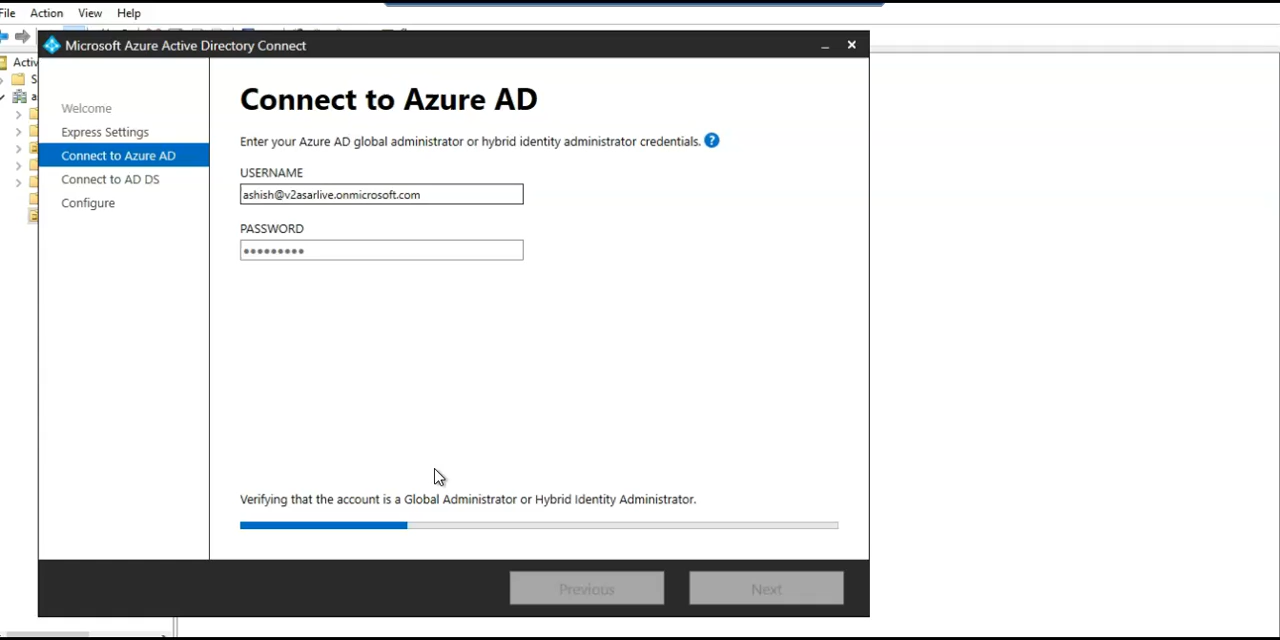 File Action View Help
Microsoft Azure Active Directory Connect
Activ
S
a
Welcome
Express Settings
Connect to Azure AD
Connect to AD DS
Configure
Connect to Azure AD
Enter your Azure AD global administrator or hybrid identity administrator credentials. ?
USERNAME
ashish@v2asarlive.onmicrosoft.com
PASSWORD
•••••••••
Verifying that the account is a Global Administrator or Hybrid Identity Administrator.
Previous Next